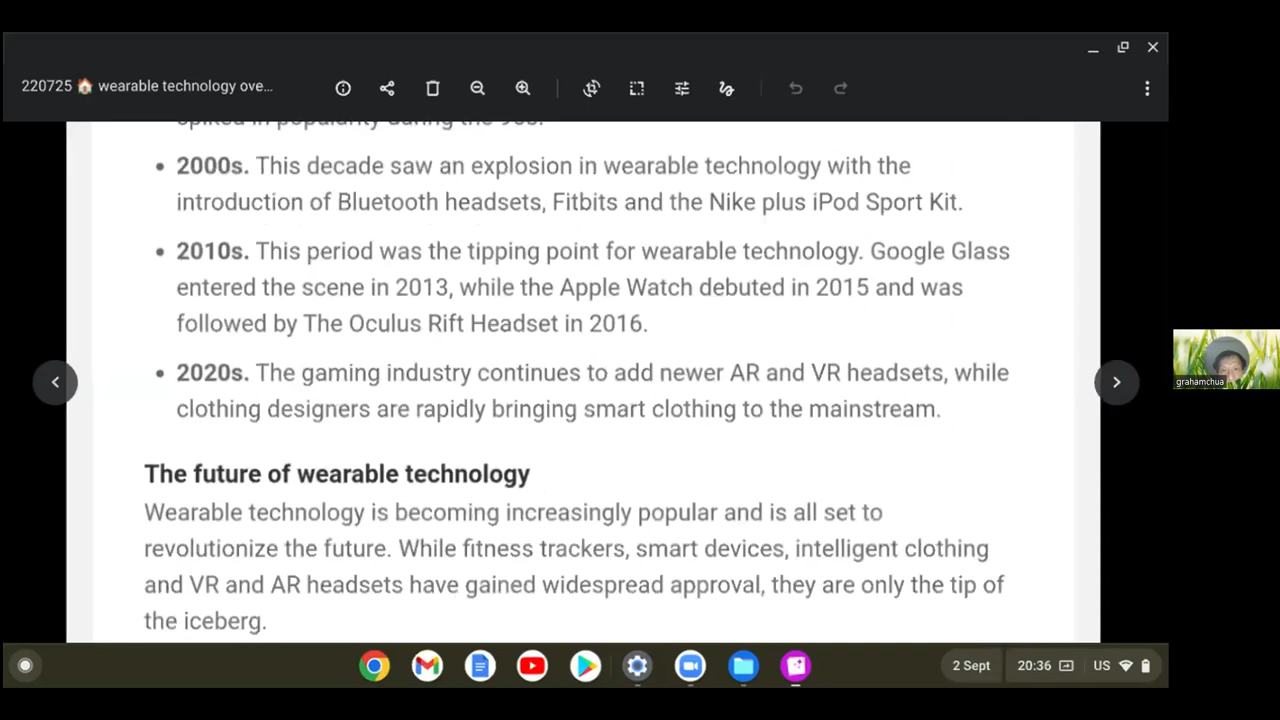 220725 🏠 wearable technology ove...
spiked in popularity during the 90s.
• 2000s. This decade saw an explosion in wearable technology with the
introduction of Bluetooth headsets, Fitbits and the Nike plus iPod Sport Kit.
• 2010s. This period was the tipping point for wearable technology. Google Glass
entered the scene in 2013, while the Apple Watch debuted in 2015 and was
followed by The Oculus Rift Headset in 2016.
• 2020s. The gaming industry continues to add newer AR and VR headsets, while
clothing designers are rapidly bringing smart clothing to the mainstream.
The future of wearable technology
Wearable technology is becoming increasingly popular and is all set to
revolutionize the future. While fitness trackers, smart devices, intelligent clothing
and VR and AR headsets have gained widespread approval, they are only the tip of
the iceberg.
grahamchua
2 Sept 20:36 US